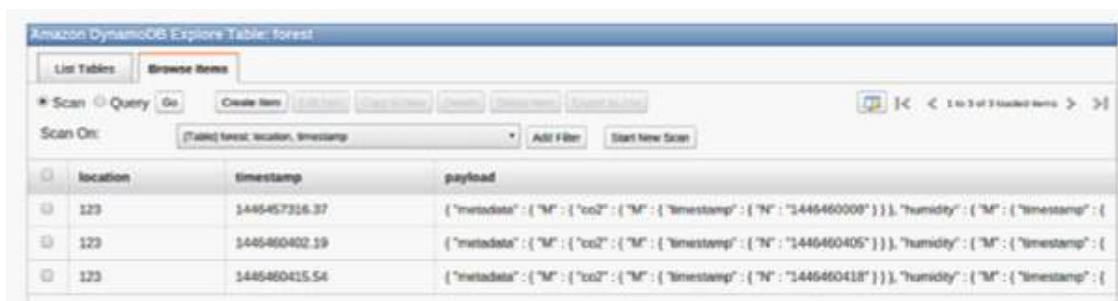 Amazon DynamoDB Explore Table: forest
List Tables Browse Items
Scan Query Go Create Item 1 to 3 of 3 loaded items
Scan On: [Table] forest: location, timestamp Add Filter Start New Scan
location timestamp payload
123 1446457316.37 { "metadata" : { "M" : { "co2" : { "M" : { "timestamp" : { "N" : "1446460008" } } }, "humidity" : { "M" : { "timestamp" : {
123 1446460402.19 { "metadata" : { "M" : { "co2" : { "M" : { "timestamp" : { "N" : "1446460405" } } }, "humidity" : { "M" : { "timestamp" : {
123 1446460415.54 { "metadata" : { "M" : { "co2" : { "M" : { "timestamp" : { "N" : "1446460418" } } }, "humidity" : { "M" : { "timestamp" : {